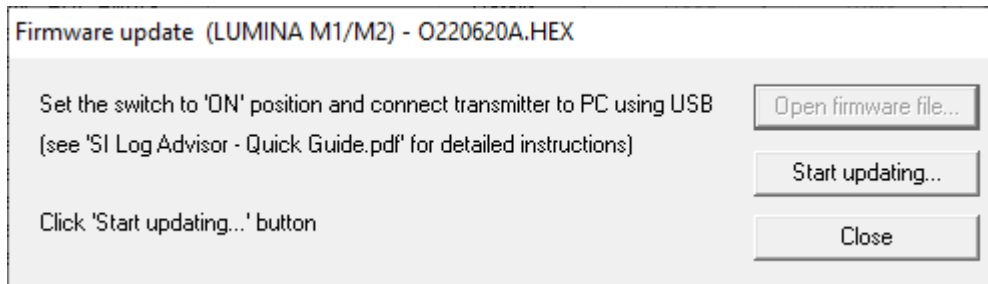 Firmware update (LUMINA M1/M2) - O220620A.HEX
Set the switch to 'ON' position and connect transmitter to PC using USB
(see 'SI Log Advisor - Quick Guide.pdf' for detailed instructions)
Click 'Start updating...' button
Open firmware file...
Start updating...
Close